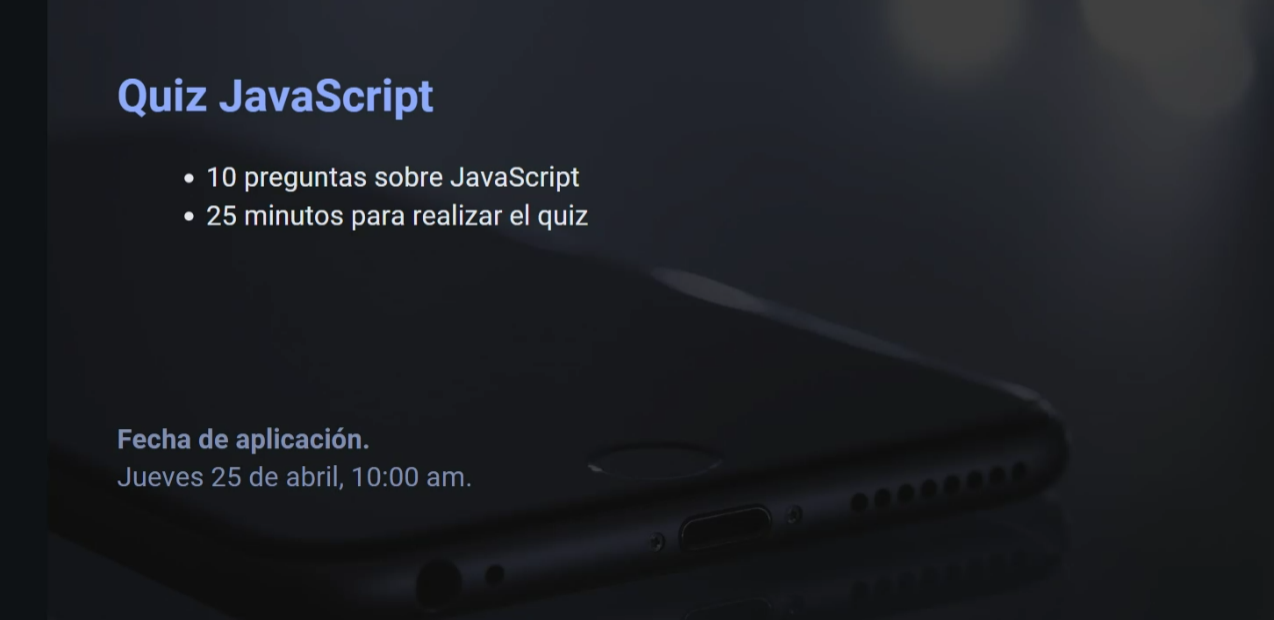 Quiz JavaScript
• 10 preguntas sobre JavaScript
• 25 minutos para realizar el quiz
Fecha de aplicación.
Jueves 25 de abril, 10:00 am.